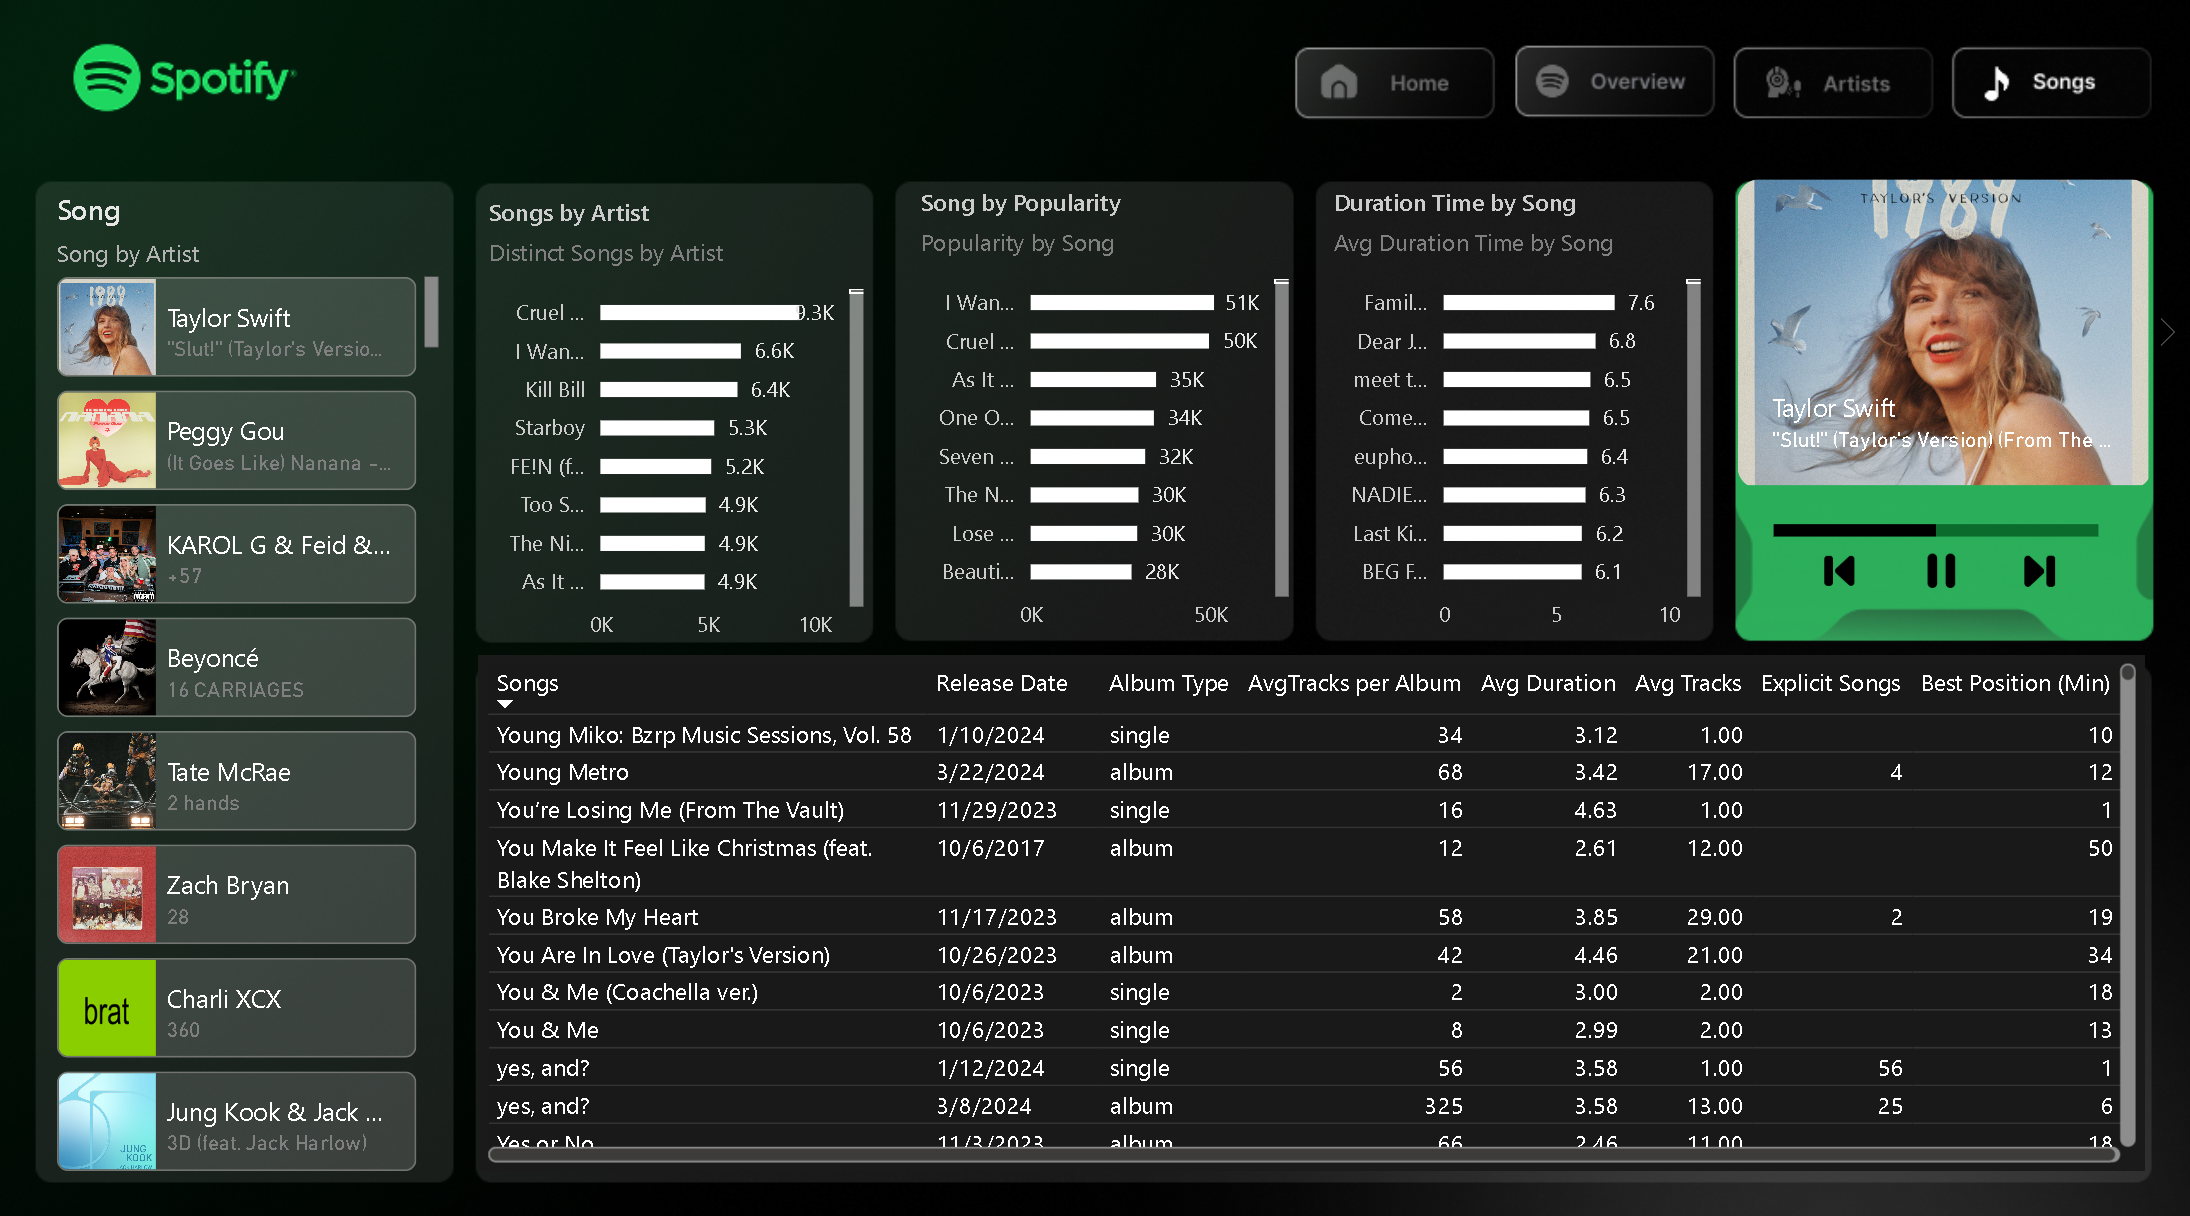 Spotify
Home
Overview
Artists
Songs
Song
Song by Artist
1989
Taylor Swift
"Slut!" (Taylor's Versio...
Peggy Gou
(It Goes Like) Nanana -...
KAROL G & Feid &...
+57
Beyoncé
16 CARRIAGES
Tate McRae
2 hands
Zach Bryan
28
brat
Charli XCX
360
JUNG
KOOK
Jung Kook & Jack ...
3D (feat. Jack Harlow)
Songs by Artist
Distinct Songs by Artist
Cruel ... 9.3K
I Wan... 6.6K
Kill Bill 6.4K
Starboy 5.3K
FE!N (f... 5.2K
Too S... 4.9K
The Ni... 4.9K
As It ... 4.9K
0K 5K 10K
Song by Popularity
Popularity by Song
I Wan... 51K
Cruel ... 50K
As It ... 35K
One O... 34K
Seven ... 32K
The N... 30K
Lose ... 30K
Beauti... 28K
0K 50K
Duration Time by Song
Avg Duration Time by Song
Famil... 7.6
Dear J... 6.8
meet t... 6.5
Come... 6.5
eupho... 6.4
NADIE... 6.3
Last Ki... 6.2
BEG F... 6.1
0 5 10
1989
TAYLOR'S VERSION
Taylor Swift
"Slut!" (Taylor's Version) (From The ...
Songs Release Date Album Type AvgTracks per Album Avg Duration Avg Tracks Explicit Songs Best Position (Min)
Young Miko: Bzrp Music Sessions, Vol. 58 1/10/2024 single 34 3.12 1.00 10
Young Metro 3/22/2024 album 68 3.42 17.00 4 12
You're Losing Me (From The Vault) 11/29/2023 single 16 4.63 1.00 1
You Make It Feel Like Christmas (feat. 10/6/2017 album 12 2.61 12.00 50
Blake Shelton)
You Broke My Heart 11/17/2023 album 58 3.85 29.00 2 19
You Are In Love (Taylor's Version) 10/26/2023 album 42 4.46 21.00 34
You & Me (Coachella ver.) 10/6/2023 single 2 3.00 2.00 18
You & Me 10/6/2023 single 8 2.99 2.00 13
yes, and? 1/12/2024 single 56 3.58 1.00 56 1
yes, and? 3/8/2024 album 325 3.58 13.00 25 6
Yes or No 11/3/2023 album 66 2.46 11.00 18